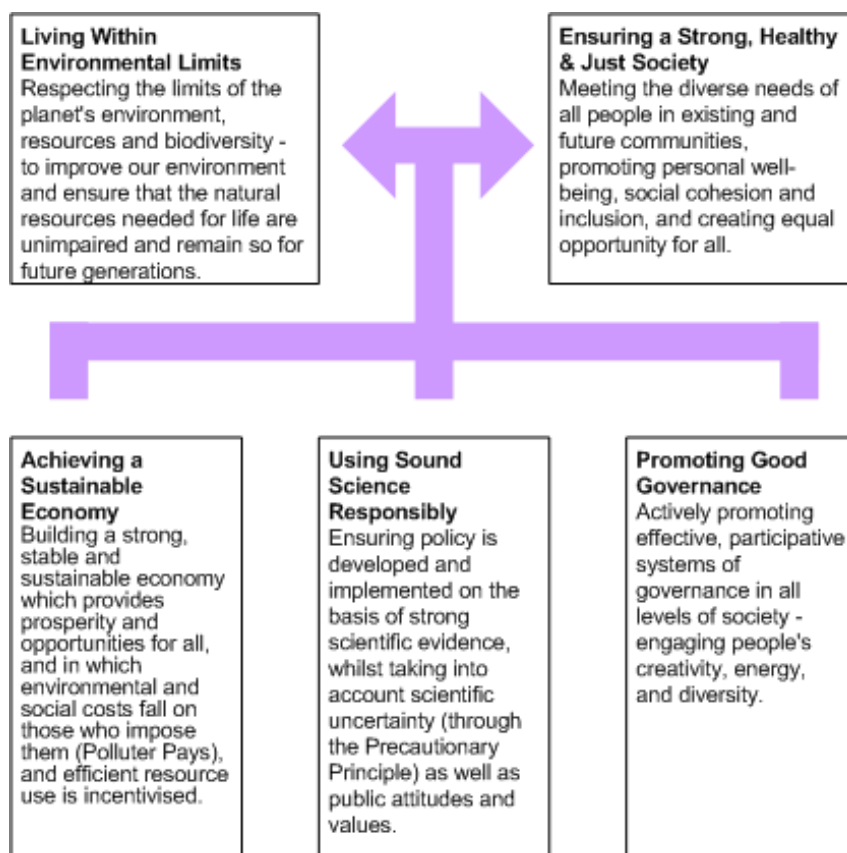 Living Within
Environmental Limits
Respecting the limits of the
planet's environment,
resources and biodiversity -
to improve our environment
and ensure that the natural
resources needed for life are
unimpaired and remain so for
future generations.
Ensuring a Strong, Healthy
& Just Society
Meeting the diverse needs of
all people in existing and
future communities,
promoting personal well-
being, social cohesion and
inclusion, and creating equal
opportunity for all.
Achieving a
Sustainable
Economy
Building a strong,
stable and
sustainable economy
which provides
prosperity and
opportunities for all,
and in which
environmental and
social costs fall on
those who impose
them (Polluter Pays),
and efficient resource
use is incentivised.
Using Sound
Science
Responsibly
Ensuring policy is
developed and
implemented on the
basis of strong
scientific evidence,
whilst taking into
account scientific
uncertainty (through
the Precautionary
Principle) as well as
public attitudes and
values.
Promoting Good
Governance
Actively promoting
effective, participative
systems of
governance in all
levels of society -
engaging people's
creativity, energy,
and diversity.